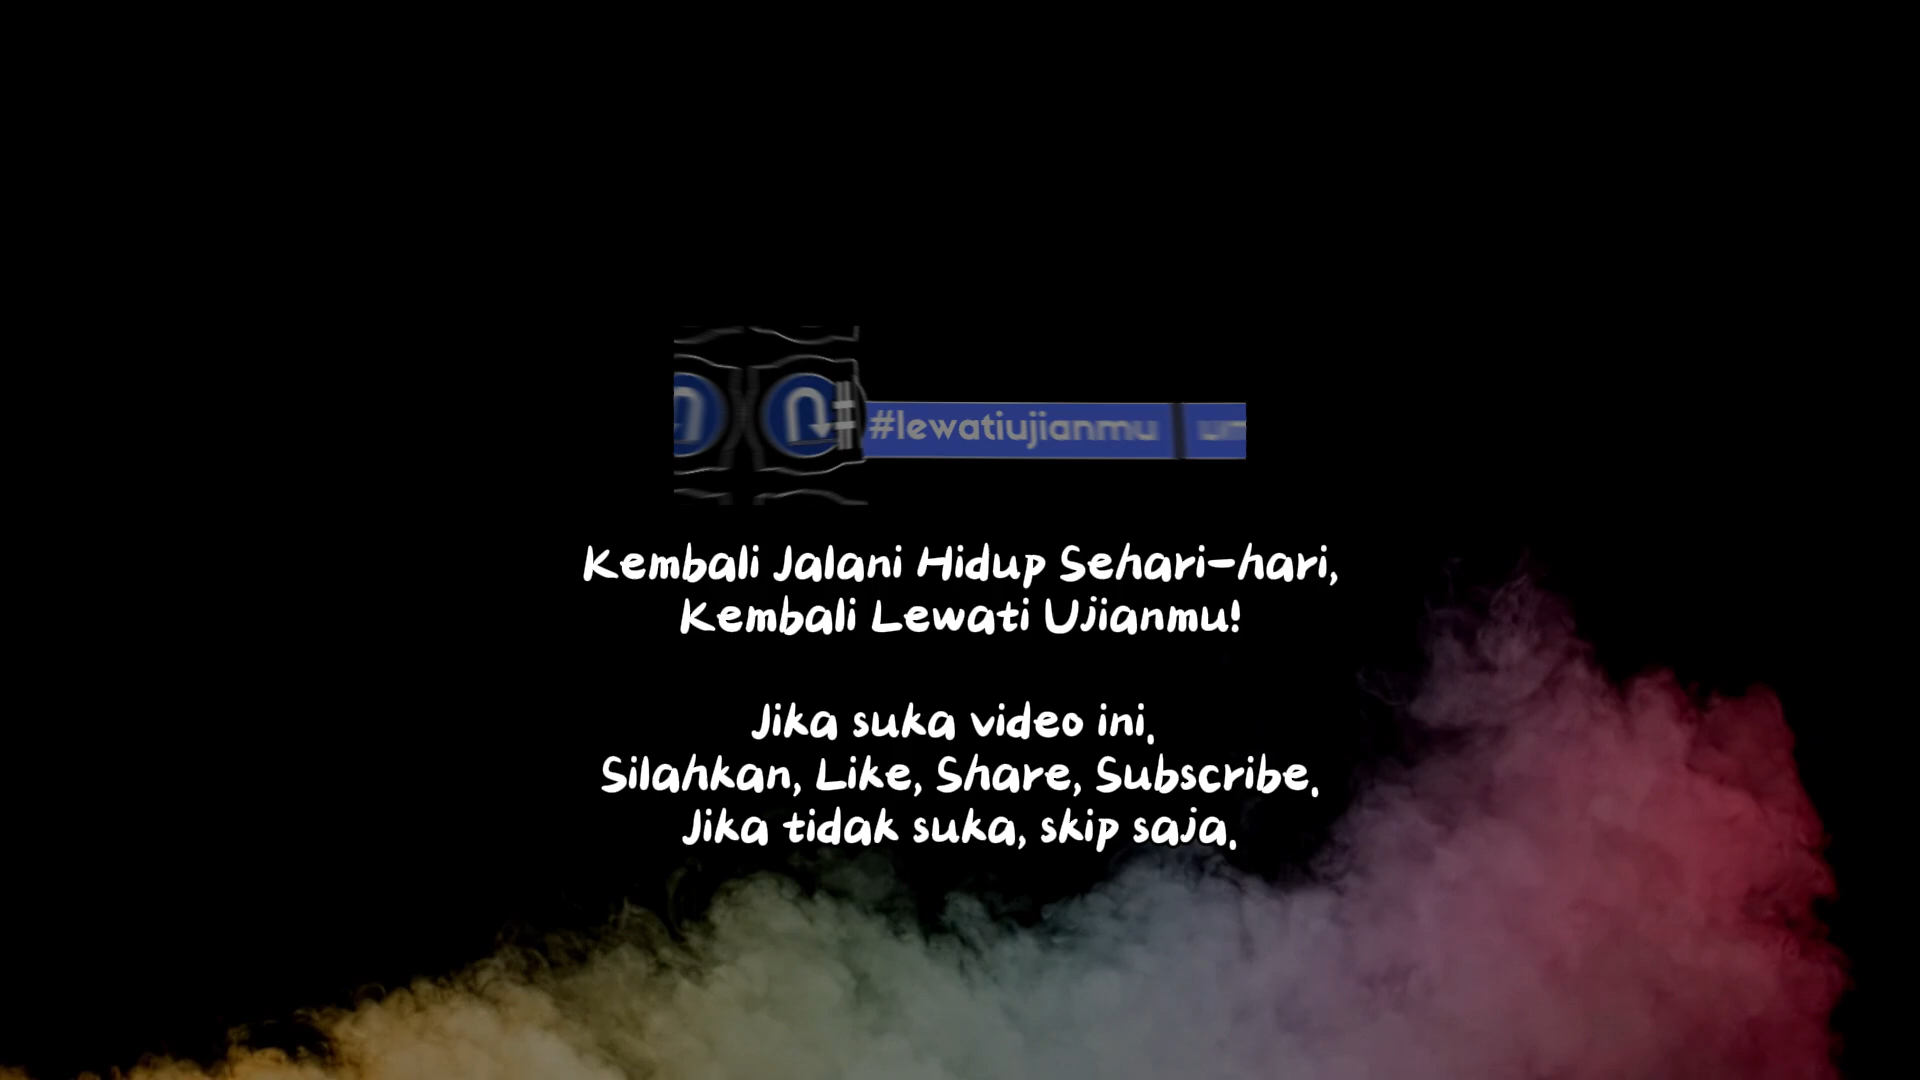 #lewatiujianmu
Kembali Jalani Hidup Sehari-hari,
Kembali Lewati Ujianmu!
Jika suka video ini.
Silahkan, Like, Share, Subscribe.
Jika tidak suka, skip saja.